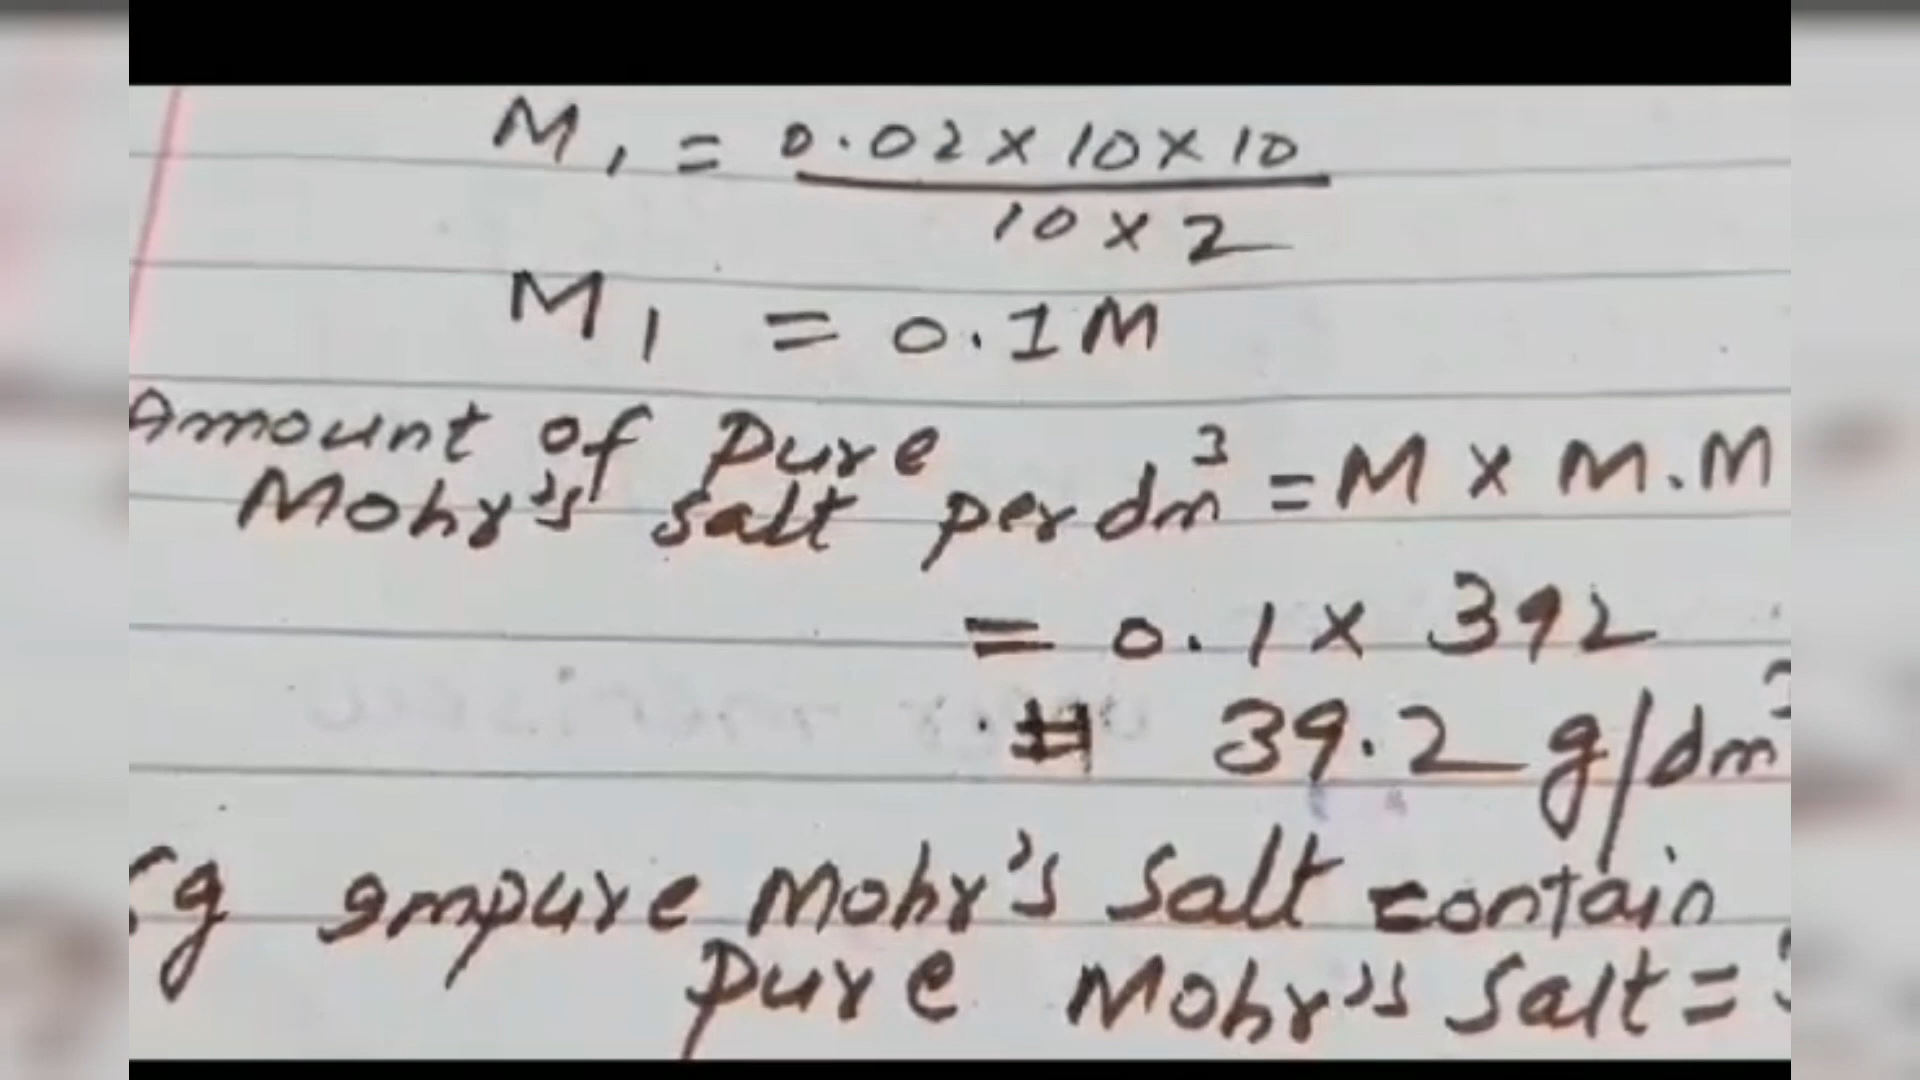 M₁ = 0.02 × 10 × 10
10 × 2
M₁ = 0.1M
Amount of Pure
Mohr's salt per dm³ = M × M.M
= 0.1 × 392
= 39.2 g/dm³
g impure Mohr's salt contain
pure Mohr's salt =